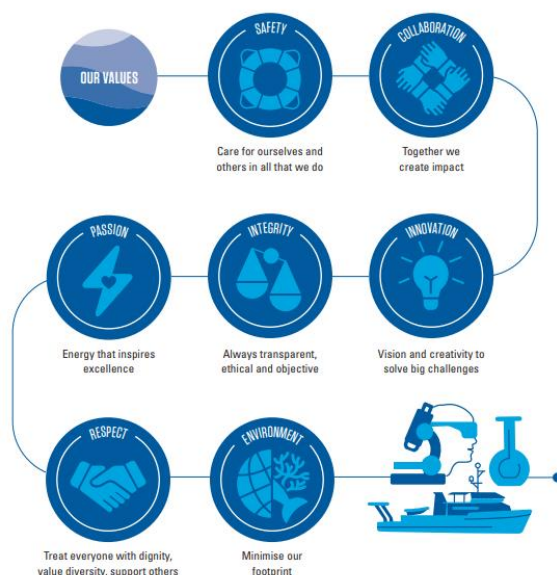 OUR VALUES
SAFETY
Care for ourselves and
others in all that we do
COLLABORATION
Together we
create impact
INNOVATION
Vision and creativity to
solve big challenges
INTEGRITY
Always transparent,
ethical and objective
PASSION
Energy that inspires
excellence
RESPECT
Treat everyone with dignity,
value diversity, support others
ENVIRONMENT
Minimise our
footprint